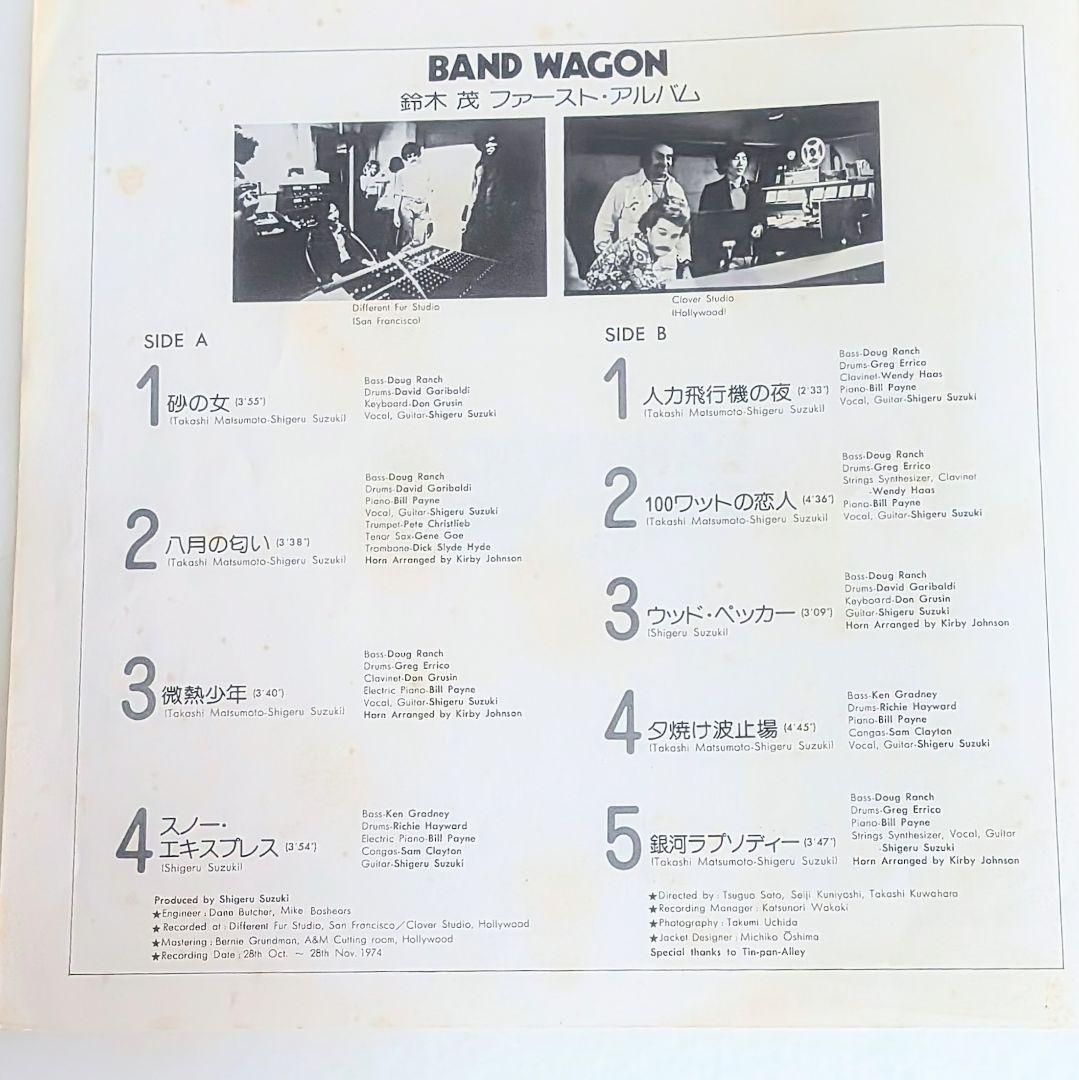 BAND WAGON
鈴木 茂 ファースト・アルバム
Different Fur Studio
(San Francisco)
Clover Studio
(Hollywood)
SIDE A
1 砂の女 (3'55")
(Takashi Matsumoto-Shigeru Suzuki)
Bass-Doug Ranch
Drums-David Garibaldi
Keyboard-Don Grusin
Vocal, Guitar-Shigeru Suzuki
2 八月の匂い (3'38")
(Takashi Matsumoto-Shigeru Suzuki)
Bass-Doug Ranch
Drums-David Garibaldi
Piano-Bill Payne
Vocal, Guitar-Shigeru Suzuki
Trumpet-Pete Christlieb
Tenor Sax-Gene Goe
Trombone-Dick Slyde Hyde
Horn Arranged by Kirby Johnson
3 微熱少年 (3'40")
(Takashi Matsumoto-Shigeru Suzuki)
Bass-Doug Ranch
Drums-Greg Errico
Clavinet-Don Grusin
Electric Piano-Bill Payne
Vocal, Guitar-Shigeru Suzuki
Horn Arranged by Kirby Johnson
4 スノー・
エキスプレス (3'54")
(Shigeru Suzuki)
Bass-Ken Gradney
Drums-Richie Hayward
Electric Piano-Bill Payne
Congas-Sam Clayton
Guitar-Shigeru Suzuki
Produced by Shigeru Suzuki
★Engineer : Dana Butcher, Mike Boshears
★Recorded at : Different Fur Studio, San Francisco／Clover Studio, Hollywood
★Mastering : Bernie Grundman, A&M Cutting room, Hollywood
★Recording Date : 28th Oct. ～ 28th Nov. 1974
SIDE B
1 人力飛行機の夜 (2'33")
(Takashi Matsumoto-Shigeru Suzuki)
Bass-Doug Ranch
Drums-Greg Errico
Clavinet-Wendy Haas
Piano-Bill Payne
Vocal, Guitar-Shigeru Suzuki
2 100ワットの恋人 (4'36")
(Takashi Matsumoto-Shigeru Suzuki)
Bass-Doug Ranch
Drums-Greg Errico
Strings Synthesizer, Clavinet
-Wendy Haas
Piano-Bill Payne
Vocal, Guitar-Shigeru Suzuki
3 ウッド・ペッカー (3'09")
(Shigeru Suzuki)
Bass-Doug Ranch
Drums-David Garibaldi
Keyboard-Don Grusin
Guitar-Shigeru Suzuki
Horn Arranged by Kirby Johnson
4 夕焼け波止場 (4'45")
(Takashi Matsumoto-Shigeru Suzuki)
Bass-Ken Gradney
Drums-Richie Hayward
Piano-Bill Payne
Congas-Sam Clayton
Vocal, Guitar-Shigeru Suzuki
5 銀河ラプソディー (3'47")
(Takashi Matsumoto-Shigeru Suzuki)
Bass-Doug Ranch
Drums-Greg Errico
Piano-Bill Payne
Strings Synthesizer, Vocal, Guitar
-Shigeru Suzuki
Horn Arranged by Kirby Johnson
★Directed by : Tsuguo Sato, Seiji Kuniyoshi, Takashi Kuwahara
★Recording Manager : Katsunori Wakaki
★Photography : Takumi Uchida
★Jacket Designer : Michiko Ōshima
Special thanks to Tin-pan-Alley